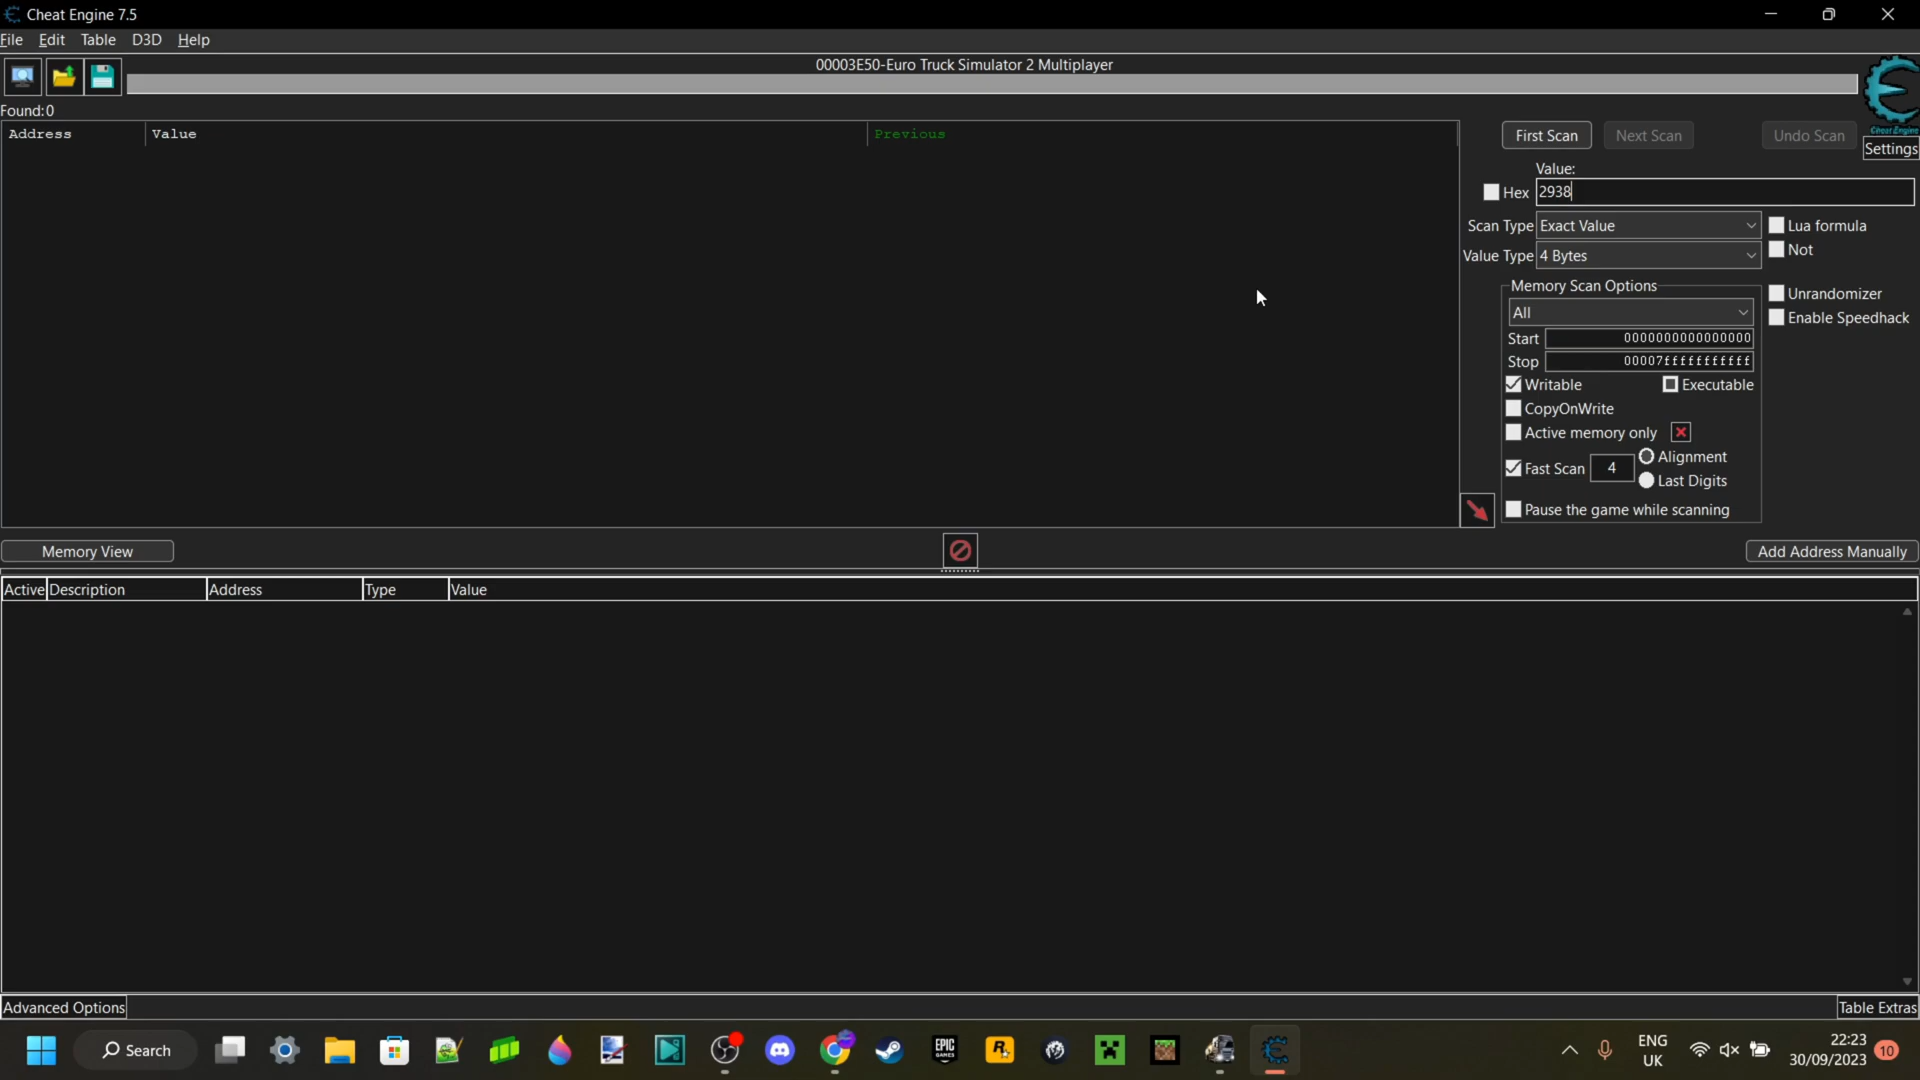 Cheat Engine 7.5
File Edit Table D3D Help
00003E50-Euro Truck Simulator 2 Multiplayer
Found:0
Address Value Previous
First Scan Next Scan Undo Scan
Cheat Engine
Settings
Value:
Hex 2938
Scan Type Exact Value
Lua formula
Value Type 4 Bytes
Not
Memory Scan Options
All
Unrandomizer
Enable Speedhack
Start 0000000000000000
Stop 00007fffffffffff
Writable Executable
CopyOnWrite
Active memory only
Fast Scan 4
Alignment
Last Digits
Pause the game while scanning
Memory View
Add Address Manually
Active Description Address Type Value
Advanced Options
Table Extras
Search
EPIC GAMES
R
ENG
UK
22:23
30/09/2023
10